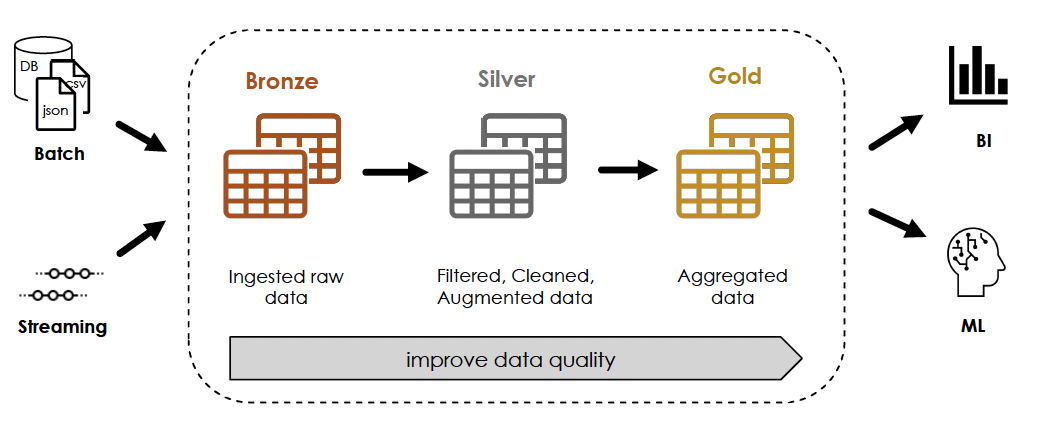 DB
csv
json
Batch
Streaming
Bronze
Silver
Gold
Ingested raw
data
Filtered, Cleaned,
Augmented data
Aggregated
data
improve data quality
BI
ML